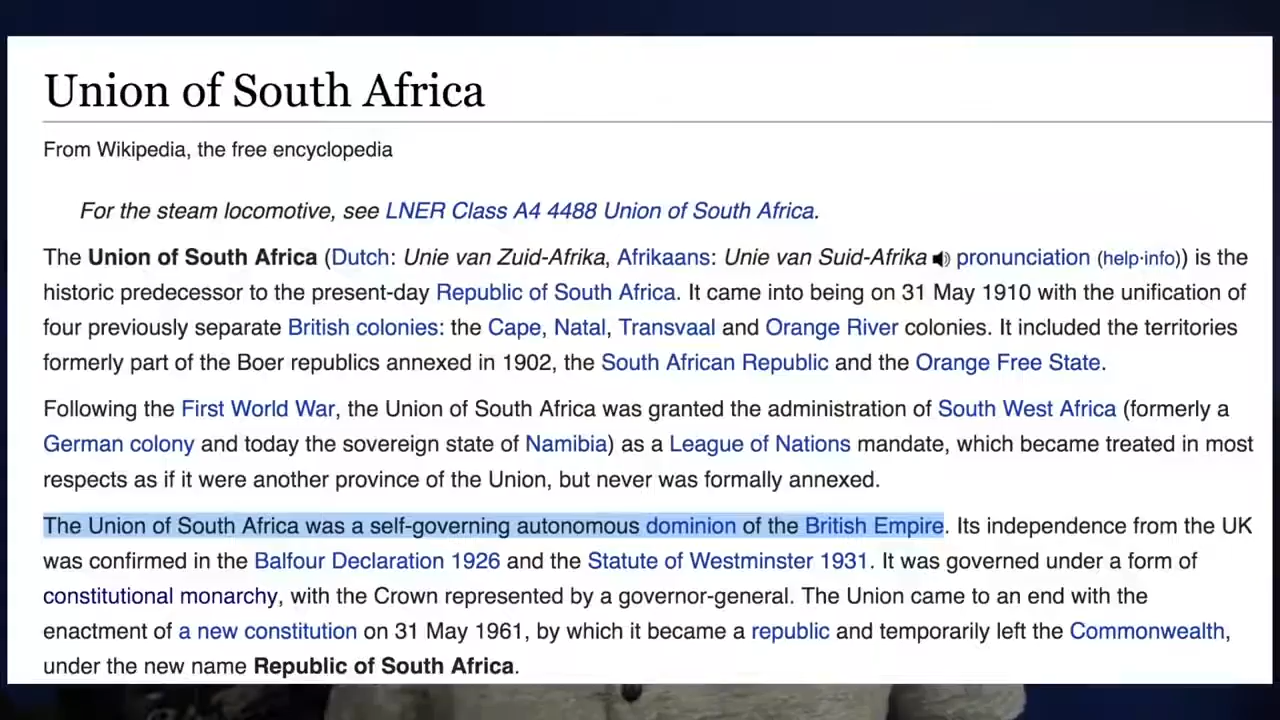 Union of South Africa
From Wikipedia, the free encyclopedia
For the steam locomotive, see LNER Class A4 4488 Union of South Africa.
The Union of South Africa (Dutch: Unie van Zuid-Afrika, Afrikaans: Unie van Suid-Afrika pronunciation (help·info)) is the
historic predecessor to the present-day Republic of South Africa. It came into being on 31 May 1910 with the unification of
four previously separate British colonies: the Cape, Natal, Transvaal and Orange River colonies. It included the territories
formerly part of the Boer republics annexed in 1902, the South African Republic and the Orange Free State.
Following the First World War, the Union of South Africa was granted the administration of South West Africa (formerly a
German colony and today the sovereign state of Namibia) as a League of Nations mandate, which became treated in most
respects as if it were another province of the Union, but never was formally annexed.
The Union of South Africa was a self-governing autonomous dominion of the British Empire. Its independence from the UK
was confirmed in the Balfour Declaration 1926 and the Statute of Westminster 1931. It was governed under a form of
constitutional monarchy, with the Crown represented by a governor-general. The Union came to an end with the
enactment of a new constitution on 31 May 1961, by which it became a republic and temporarily left the Commonwealth,
under the new name Republic of South Africa.